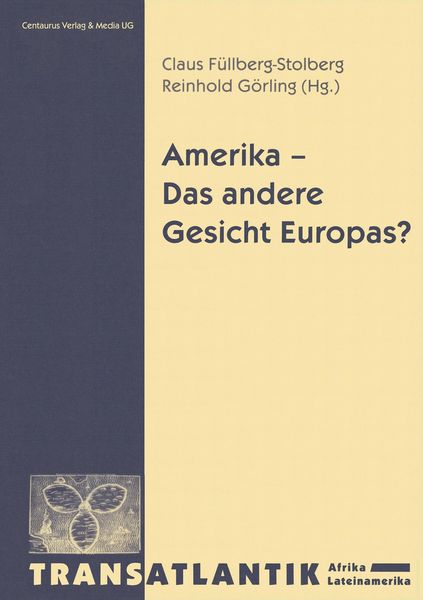 Centaurus Verlag & Media UG
Claus Füllberg-Stolberg
Reinhold Görling (Hg.)
Amerika –
Das andere
Gesicht Europas?
TRANSATLANTIK
Afrika
Lateinamerika